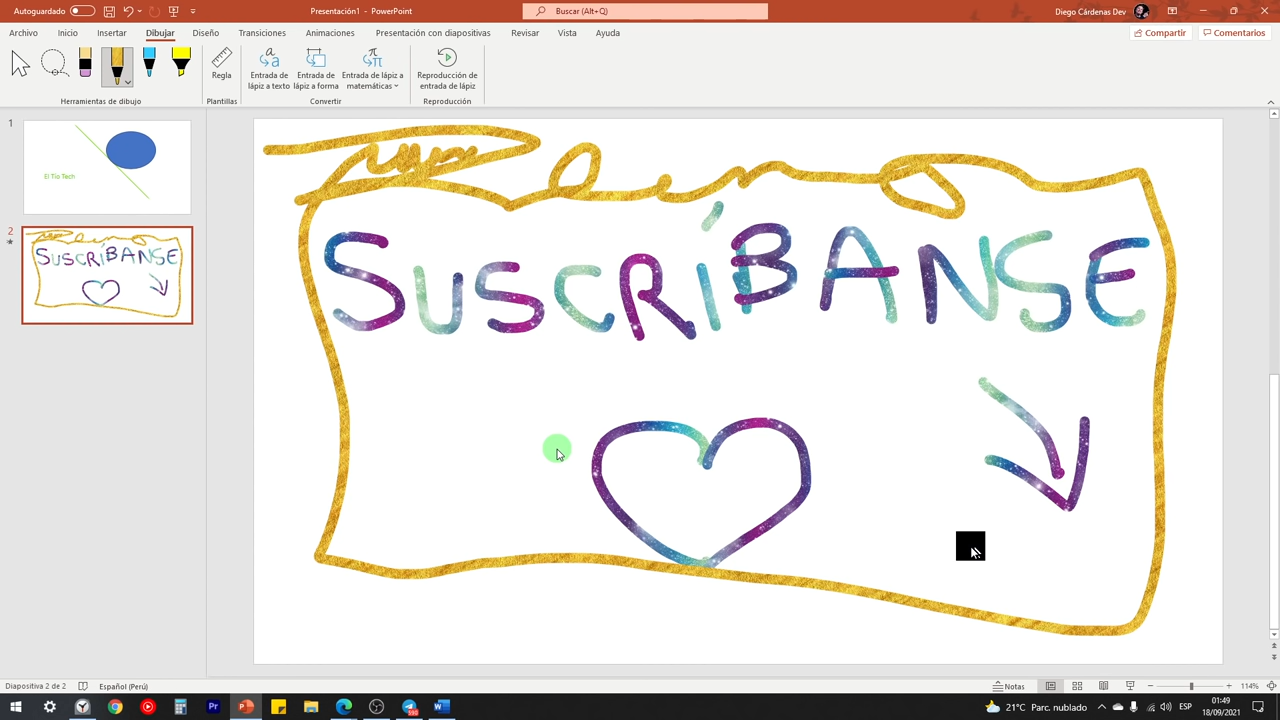 Autoguardado
Presentación1 - PowerPoint
Buscar (Alt+Q)
Diego Cárdenas Dev
Archivo Inicio Insertar Dibujar Diseño Transiciones Animaciones Presentación con diapositivas Revisar Vista Ayuda
Compartir Comentarios
Regla
Entrada de lápiz a texto
Entrada de lápiz a forma
Entrada de lápiz a matemáticas
Reproducción de entrada de lápiz
Herramientas de dibujo Plantillas Convertir Reproducción
1
El Tío Tech
2
SUSCRÍBANSE
SUSCRÍBANSE
Diapositiva 2 de 2 Español (Perú) Notas 114%
21°C Parc. nublado ESP 01:49
18/09/2021